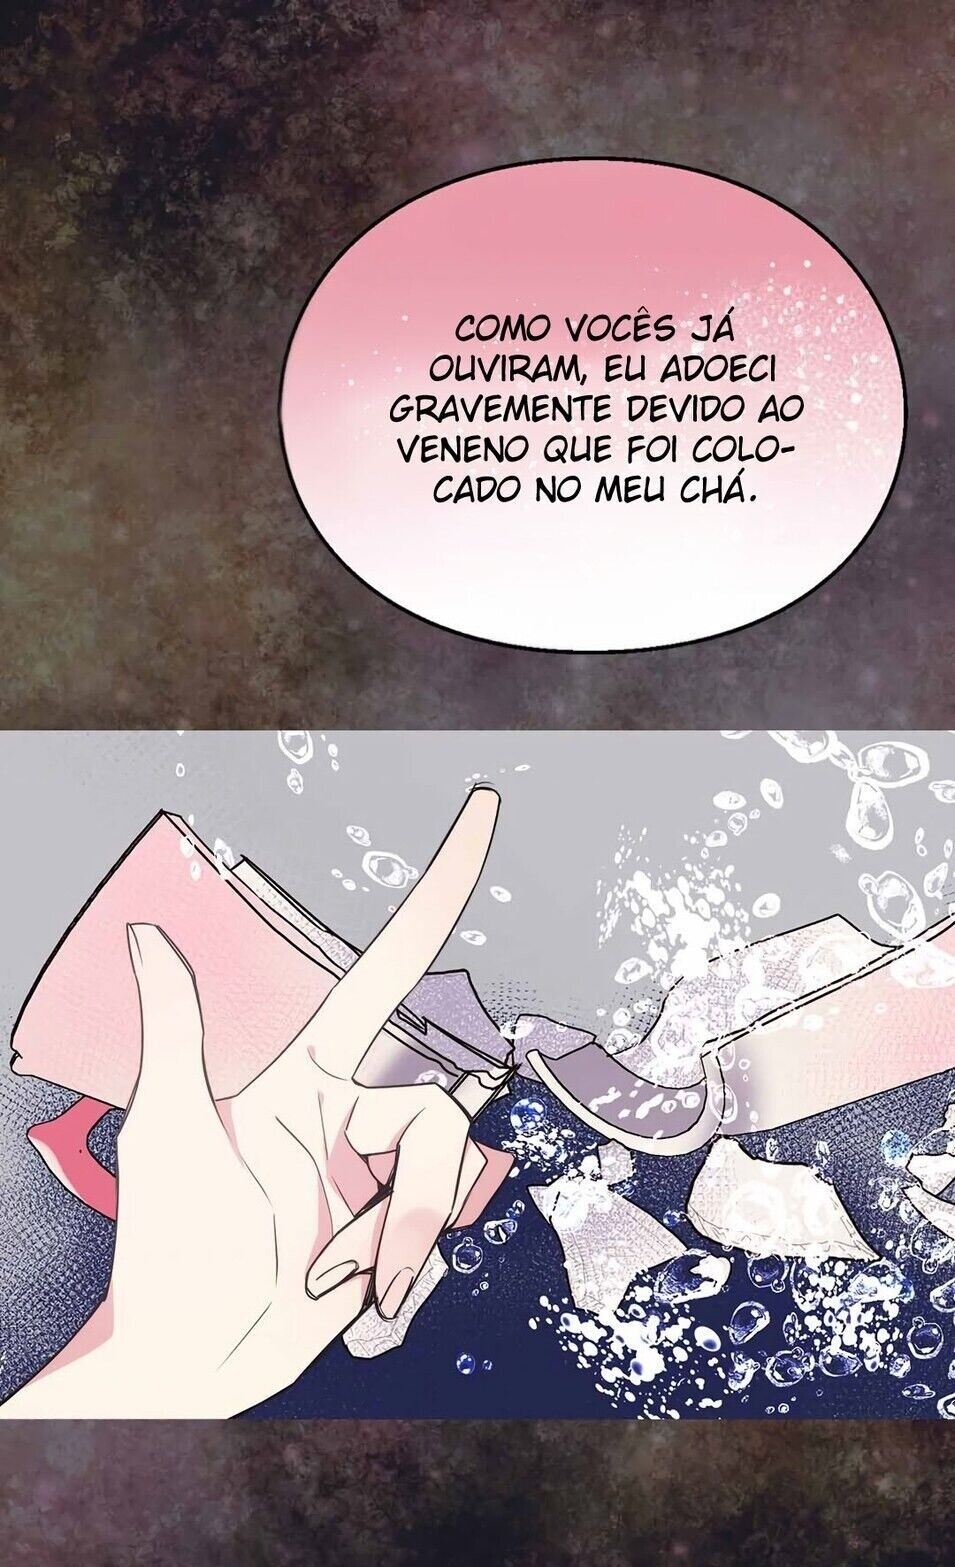 COMO VOCÊS JÁ
OUVIRAM, EU ADOECI
GRAVEMENTE DEVIDO AO
VENENO QUE FOI COLO-
CADO NO MEU CHÁ.